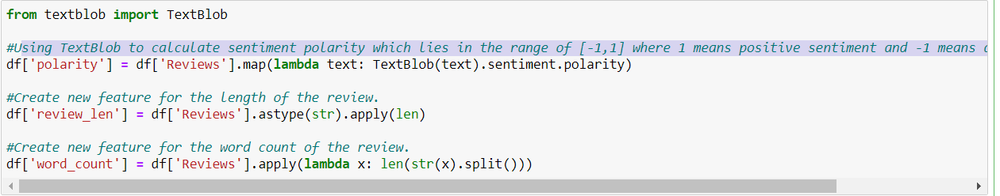 from textblob import TextBlob
#Using TextBlob to calculate sentiment polarity which lies in the range of [-1,1] where 1 means positive sentiment and -1 means
df['polarity'] = df['Reviews'].map(lambda text: TextBlob(text).sentiment.polarity)
#Create new feature for the length of the review.
df['review_len'] = df['Reviews'].astype(str).apply(len)
#Create new feature for the word count of the review.
df['word_count'] = df['Reviews'].apply(lambda x: len(str(x).split()))